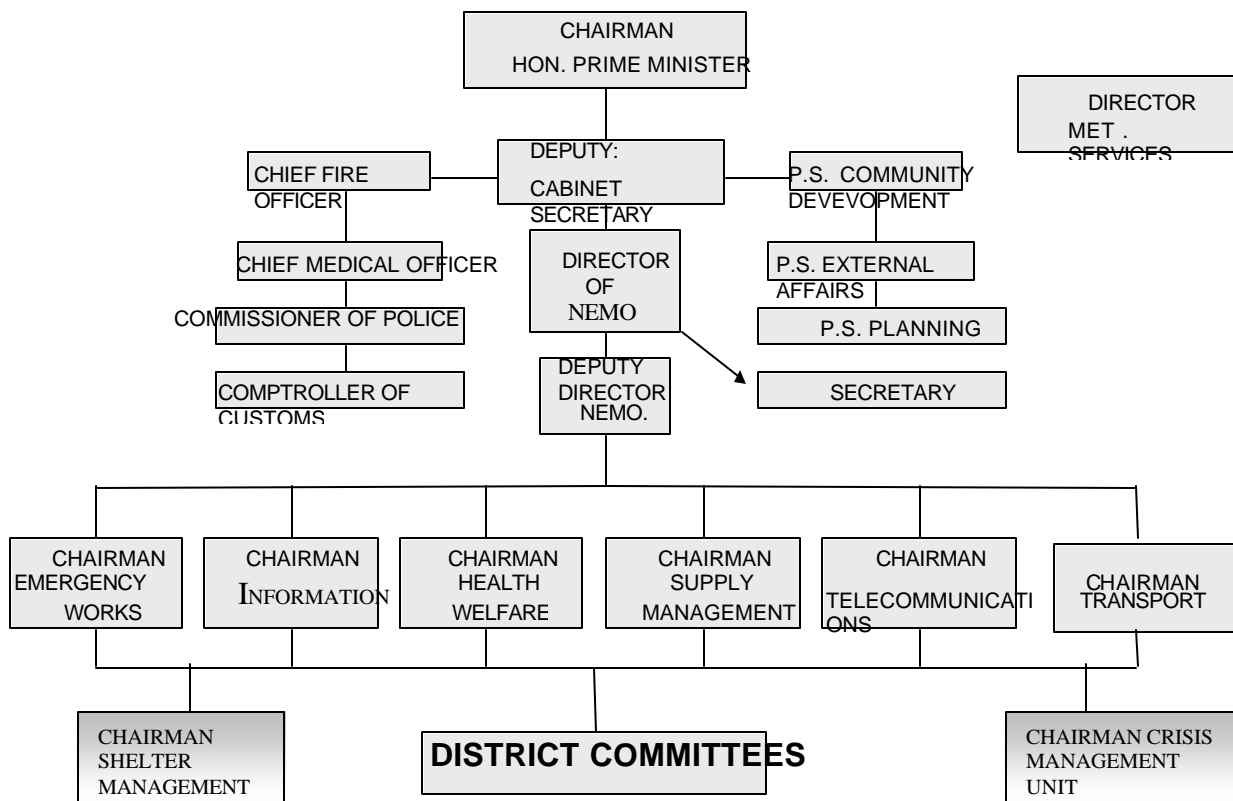 CHAIRMAN
HON. PRIME MINISTER
DIRECTOR
MET .
SERVICES
CHIEF FIRE
OFFICER
DEPUTY:
CABINET
SECRETARY
P.S. COMMUNITY
DEVEVOPMENT
CHIEF MEDICAL OFFICER
DIRECTOR
OF
NEMO
P.S. EXTERNAL
AFFAIRS
COMMISSIONER OF POLICE
P.S. PLANNING
COMPTROLLER OF
CUSTOMS
DEPUTY
DIRECTOR
NEMO.
SECRETARY
CHAIRMAN
EMERGENCY
WORKS
CHAIRMAN
INFORMATION
CHAIRMAN
HEALTH
WELFARE
CHAIRMAN
SUPPLY
MANAGEMENT
CHAIRMAN
TELECOMMUNICATI
ONS
CHAIRMAN
TRANSPORT
CHAIRMAN
SHELTER
MANAGEMENT
DISTRICT COMMITTEES
CHAIRMAN CRISIS
MANAGEMENT
UNIT